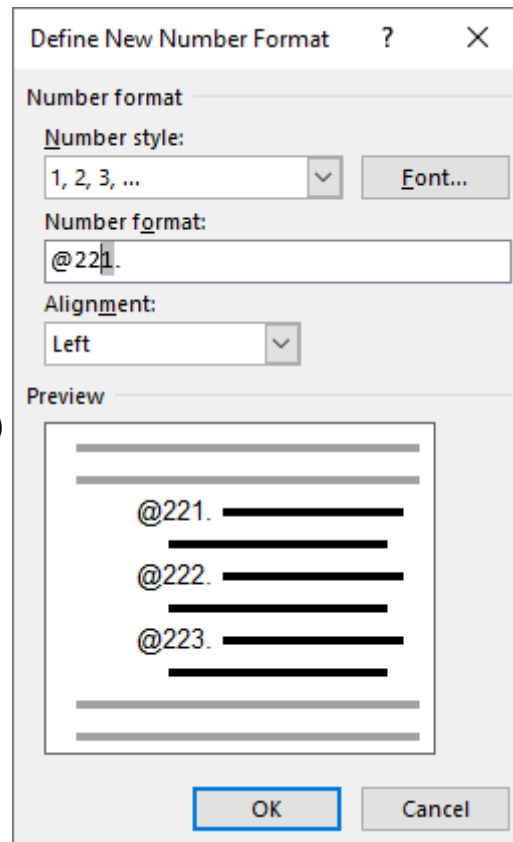 Define New Number Format ? ×
Number format
Number style:
1, 2, 3, ...
Font...
Number format:
@221.
Alignment:
Left
Preview
@221.
@222.
@223.
OK Cancel
)